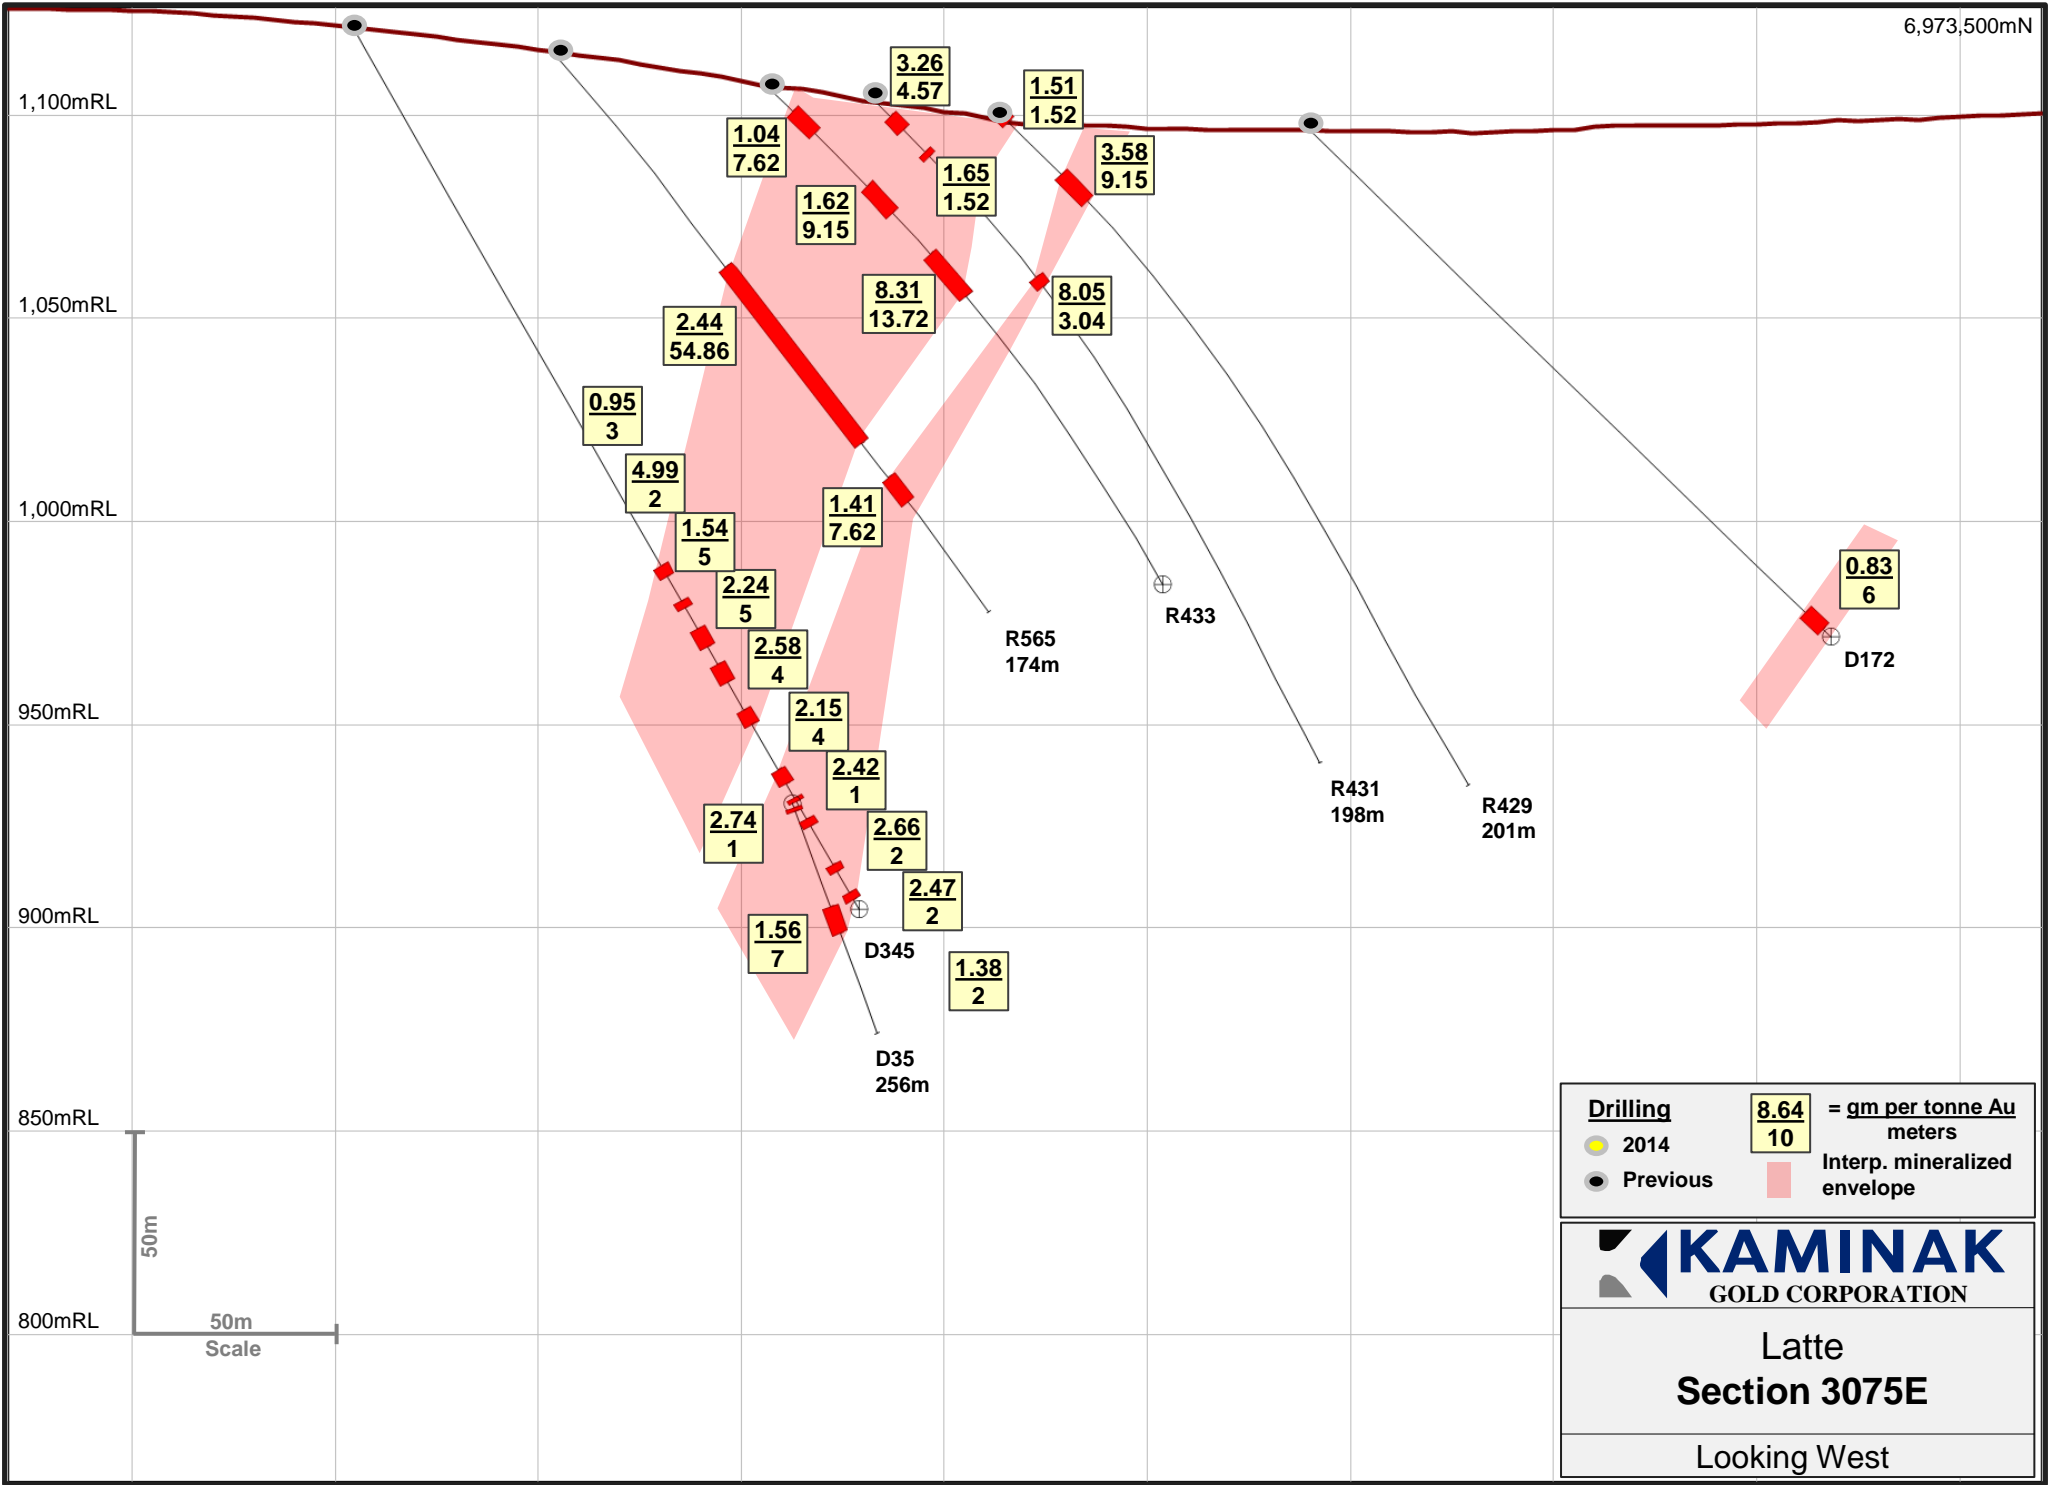 6,973,500mN
1,100mRL
1,050mRL
1,000mRL
950mRL
900mRL
850mRL
800mRL
3.26
4.57
1.51
1.52
1.04
7.62
3.58
9.15
1.65
1.52
1.62
9.15
8.31
13.72
8.05
3.04
2.44
54.86
0.95
3
4.99
2
1.54
5
1.41
7.62
2.24
5
0.83
6
2.58
4
2.15
4
2.42
1
2.74
1
2.66
2
2.47
2
1.56
7
1.38
2
R565
174m
R433
D172
R431
198m
R429
201m
D345
D35
256m
50m
50m
Scale
Drilling
2014
Previous
8.64
10
= gm per tonne Au
meters
Interp. mineralized
envelope
KAMINAK
GOLD CORPORATION
Latte
Section 3075E
Looking West